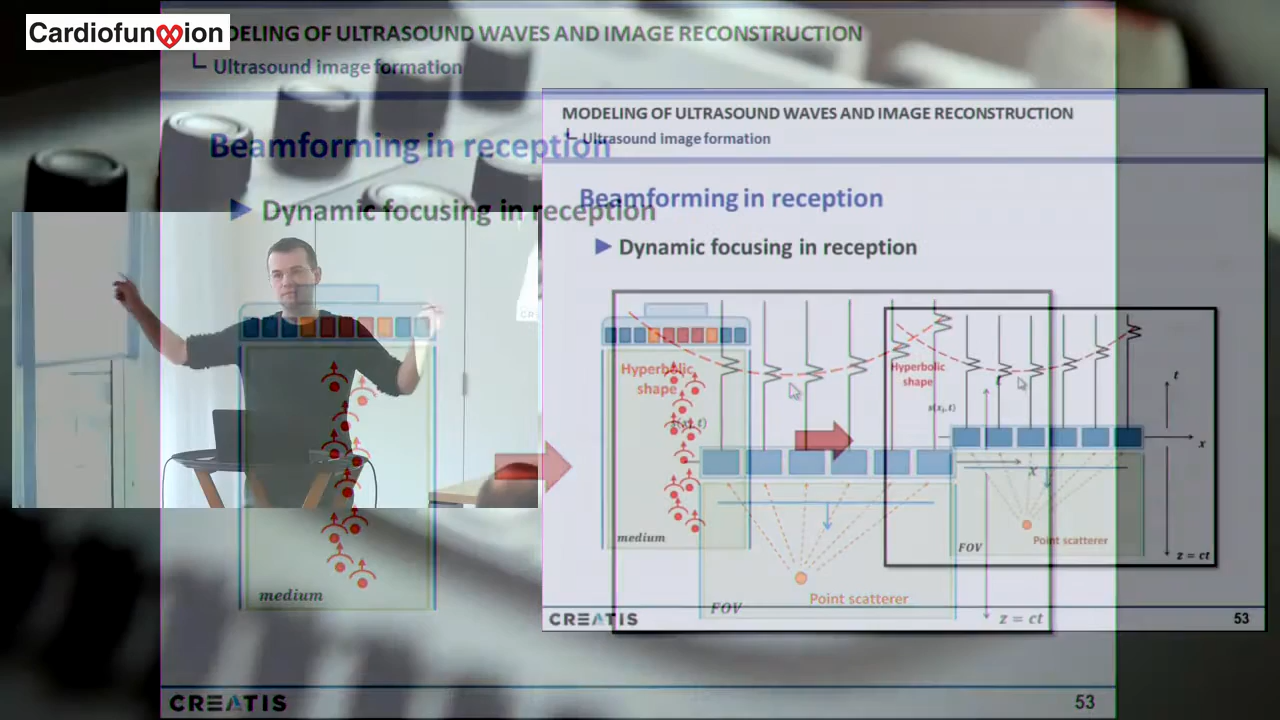 Cardiofunxion
DELING OF ULTRASOUND WAVES AND IMAGE RECONSTRUCTION
Ultrasound image formation
Beamforming in reception
Dynamic focusing in reception
medium
CREATIS
53
MODELING OF ULTRASOUND WAVES AND IMAGE RECONSTRUCTION
Ultrasound image formation
Beamforming in reception
Dynamic focusing in reception
Hyperbolic
shape
t
x
FOV
Point scatterer
z = ct
medium
Hyperbolic
shape
s(x₁, t)
t
x
FOV
Point scatterer
z = ct
CREATIS
53